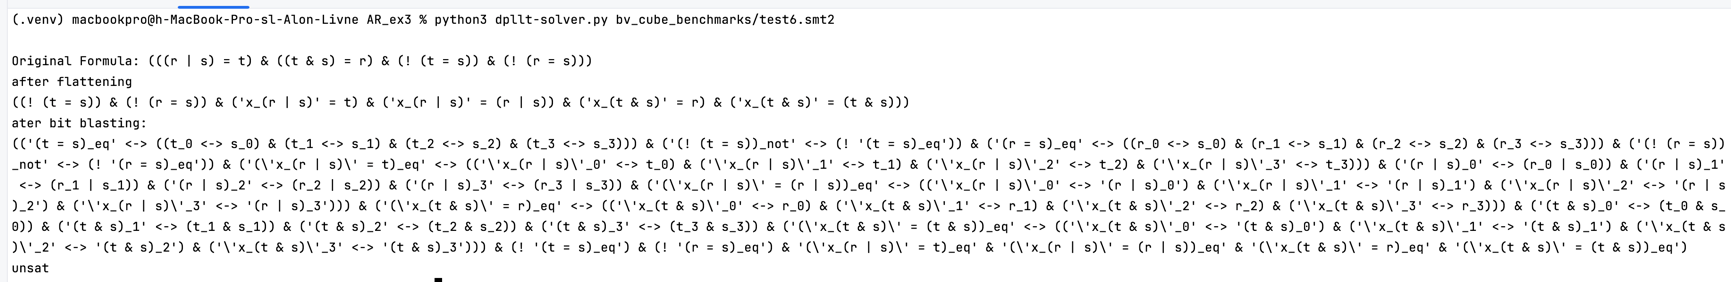 (.venv) macbookpro@h-MacBook-Pro-sl-Alon-Livne AR_ex3 % python3 dpllt-solver.py bv_cube_benchmarks/test6.smt2
Original Formula: (((r | s) = t) & ((t & s) = r) & (! (t = s)) & (! (r = s)))
after flattening
((! (t = s)) & (! (r = s)) & ('x_(r | s)' = t) & ('x_(r | s)' = (r | s)) & ('x_(t & s)' = r) & ('x_(t & s)' = (t & s)))
ater bit blasting:
(('(t = s)_eq' <-> ((t_0 <-> s_0) & (t_1 <-> s_1) & (t_2 <-> s_2) & (t_3 <-> s_3))) & ('(! (t = s))_not' <-> (! '(t = s)_eq')) & ('(r = s)_eq' <-> ((r_0 <-> s_0) & (r_1 <-> s_1) & (r_2 <-> s_2) & (r_3 <-> s_3))) & ('(! (r = s))
_not' <-> (! '(r = s)_eq')) & ('(\'x_(r | s)\' = t)_eq' <-> (('\'x_(r | s)\'_0' <-> t_0) & ('\'x_(r | s)\'_1' <-> t_1) & ('\'x_(r | s)\'_2' <-> t_2) & ('\'x_(r | s)\'_3' <-> t_3))) & ('(r | s)_0' <-> (r_0 | s_0)) & ('(r | s)_1'
<-> (r_1 | s_1)) & ('(r | s)_2' <-> (r_2 | s_2)) & ('(r | s)_3' <-> (r_3 | s_3)) & ('(\'x_(r | s)\' = (r | s))_eq' <-> (('\'x_(r | s)\'_0' <-> '(r | s)_0') & ('\'x_(r | s)\'_1' <-> '(r | s)_1') & ('\'x_(r | s)\'_2' <-> '(r | s
)_2') & ('\'x_(r | s)\'_3' <-> '(r | s)_3'))) & ('(\'x_(t & s)\' = r)_eq' <-> (('\'x_(t & s)\'_0' <-> r_0) & ('\'x_(t & s)\'_1' <-> r_1) & ('\'x_(t & s)\'_2' <-> r_2) & ('\'x_(t & s)\'_3' <-> r_3))) & ('(t & s)_0' <-> (t_0 & s_
0)) & ('(t & s)_1' <-> (t_1 & s_1)) & ('(t & s)_2' <-> (t_2 & s_2)) & ('(t & s)_3' <-> (t_3 & s_3)) & ('(\'x_(t & s)\' = (t & s))_eq' <-> (('\'x_(t & s)\'_0' <-> '(t & s)_0') & ('\'x_(t & s)\'_1' <-> '(t & s)_1') & ('\'x_(t & s
)\'_2' <-> '(t & s)_2') & ('\'x_(t & s)\'_3' <-> '(t & s)_3'))) & (! '(t = s)_eq') & (! '(r = s)_eq') & '(\'x_(r | s)\' = t)_eq' & '(\'x_(r | s)\' = (r | s))_eq' & '(\'x_(t & s)\' = r)_eq' & '(\'x_(t & s)\' = (t & s))_eq')
unsat